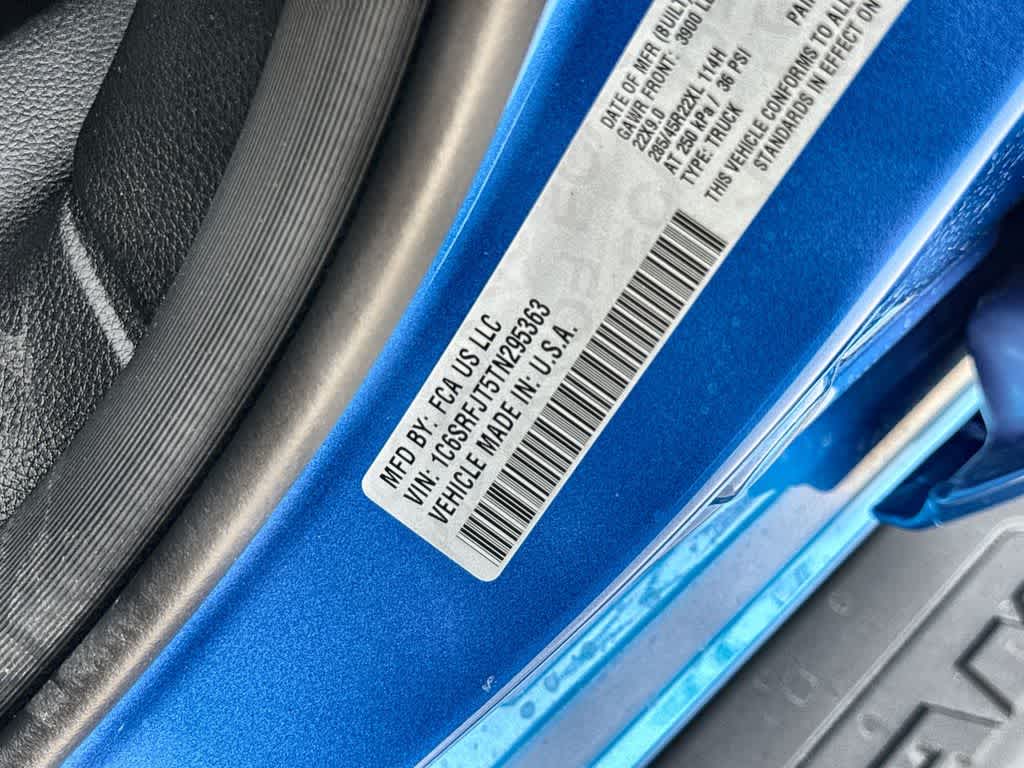 MFD BY: FCA US LLC
VIN: 1C6SRFJT5TN295363
VEHICLE MADE IN: U.S.A.
DATE OF MFR (BUILT
GAWR FRONT: 3900 L
22X9.0
285/45R22XL 114H
AT 250 kPa / 36 PSI
TYPE: TRUCK
THIS VEHICLE CONFORMS TO ALL
STANDARDS IN EFFECT ON